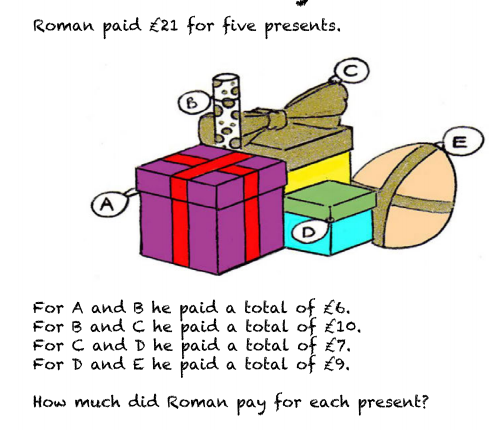 Roman paid £21 for five presents.
C
B
E
A
D
For A and B he paid a total of £6.
For B and C he paid a total of £10.
For C and D he paid a total of £7.
For D and E he paid a total of £9.
How much did Roman pay for each present?